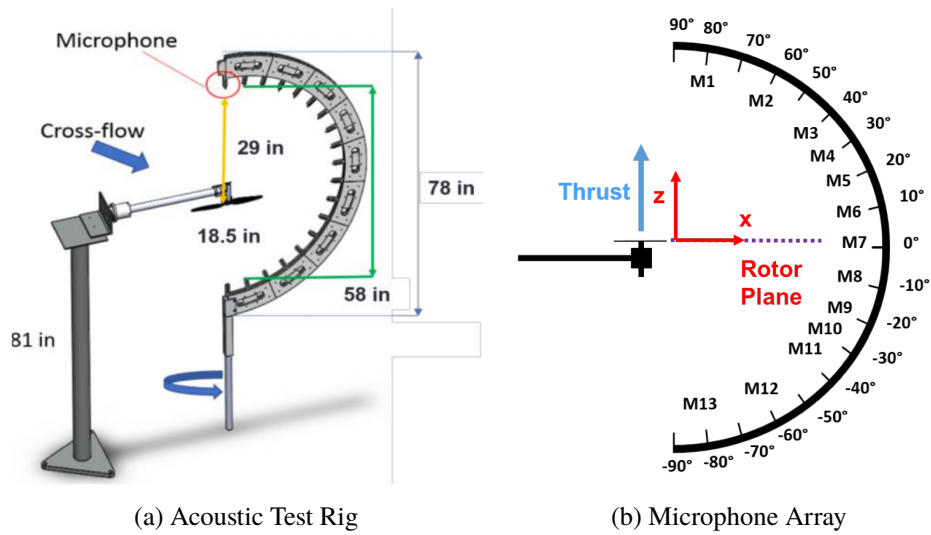 Microphone
Cross-flow
29 in
78 in
18.5 in
58 in
81 in
(a) Acoustic Test Rig
90°
80°
70°
60°
50°
40°
30°
20°
10°
0°
-10°
-20°
-30°
-40°
-50°
-60°
-70°
-80°
-90°
M1
M2
M3
M4
M5
M6
M7
M8
M9
M10
M11
M12
M13
Thrust
z
x
Rotor
Plane
(b) Microphone Array